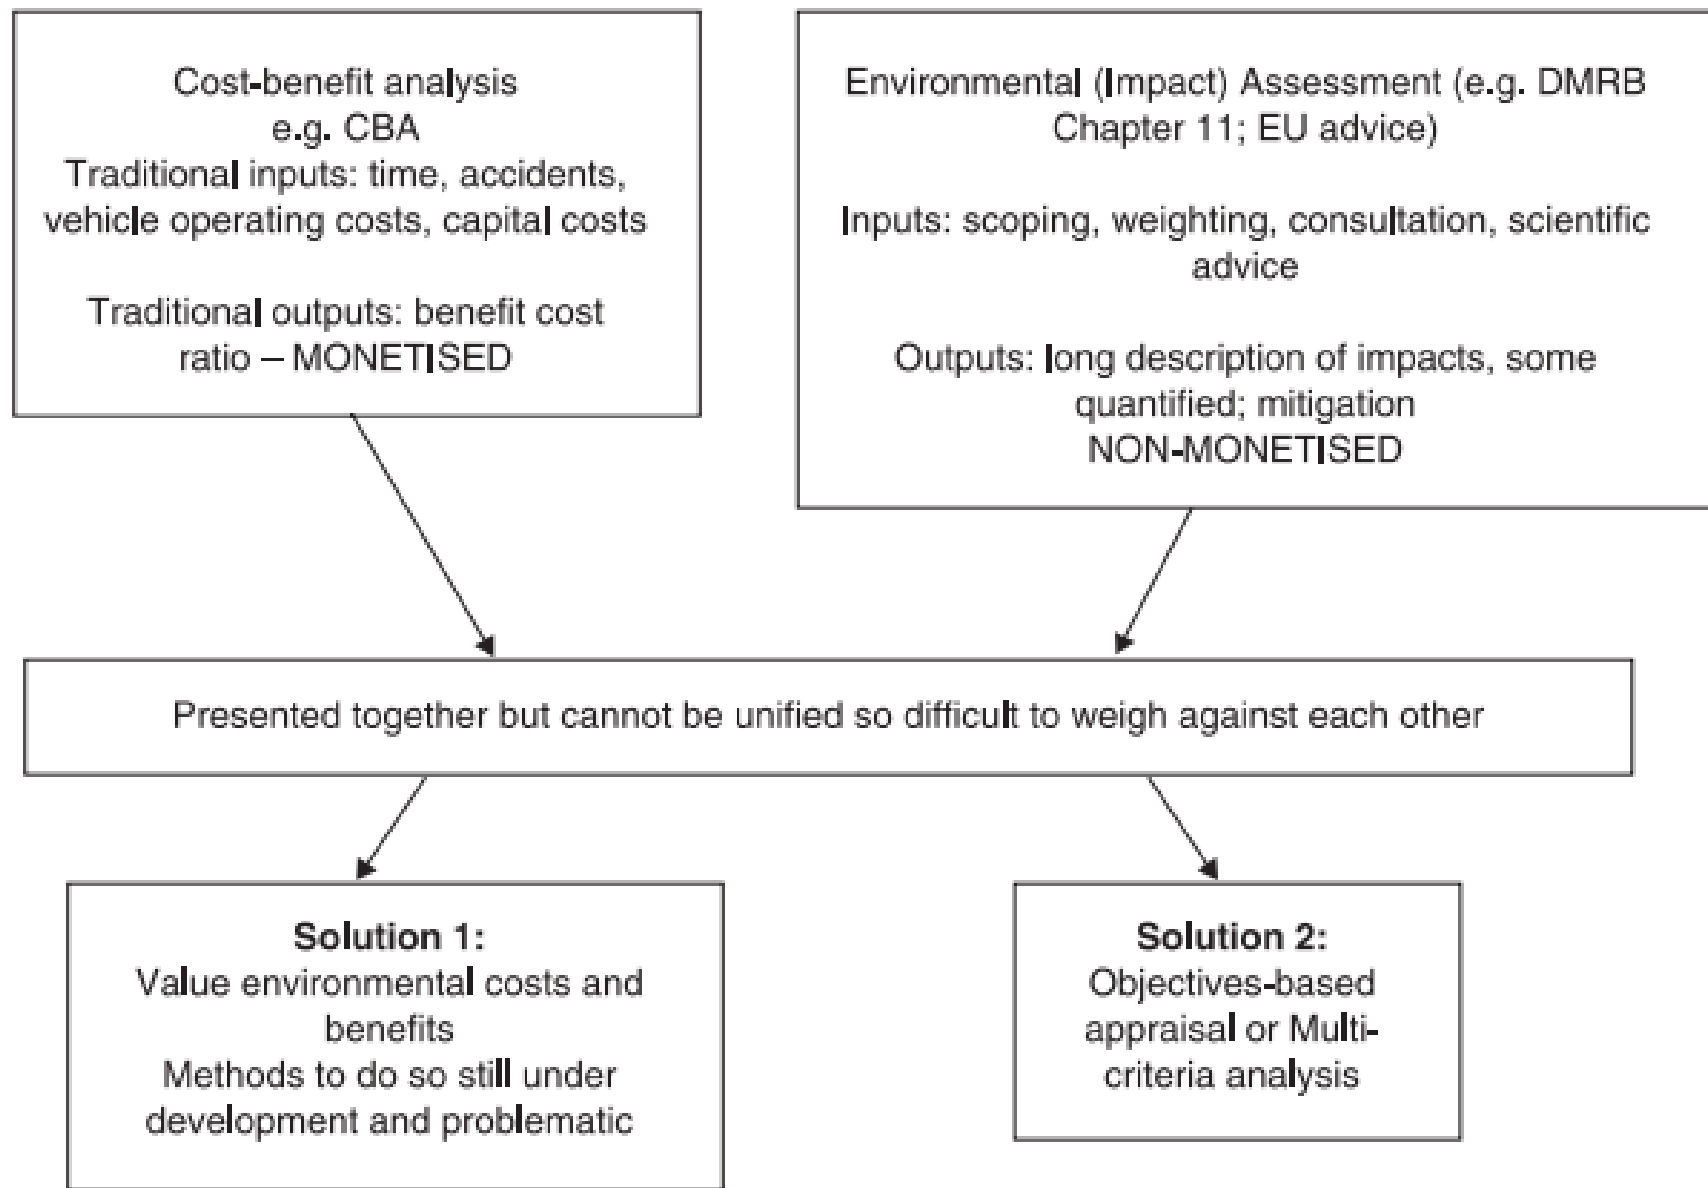 Cost-benefit analysis
e.g. CBA
Traditional inputs: time, accidents,
vehicle operating costs, capital costs
Traditional outputs: benefit cost
ratio – MONETISED
Environmental (Impact) Assessment (e.g. DMRB
Chapter 11; EU advice)
Inputs: scoping, weighting, consultation, scientific
advice
Outputs: long description of impacts, some
quantified; mitigation
NON-MONETISED
Presented together but cannot be unified so difficult to weigh against each other
Solution 1:
Value environmental costs and
benefits
Methods to do so still under
development and problematic
Solution 2:
Objectives-based
appraisal or Multi-
criteria analysis